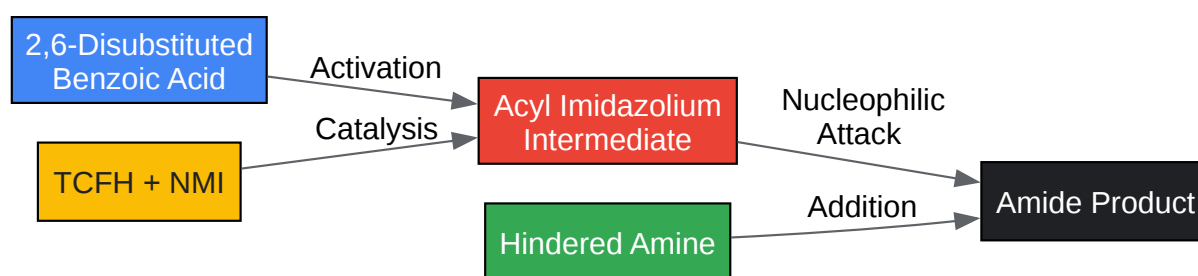 2,6-Disubstituted
Benzoic Acid
Activation
Catalysis
TCFH + NMI
Acyl Imidazolium
Intermediate
Nucleophilic
Attack
Addition
Hindered Amine
Amide Product